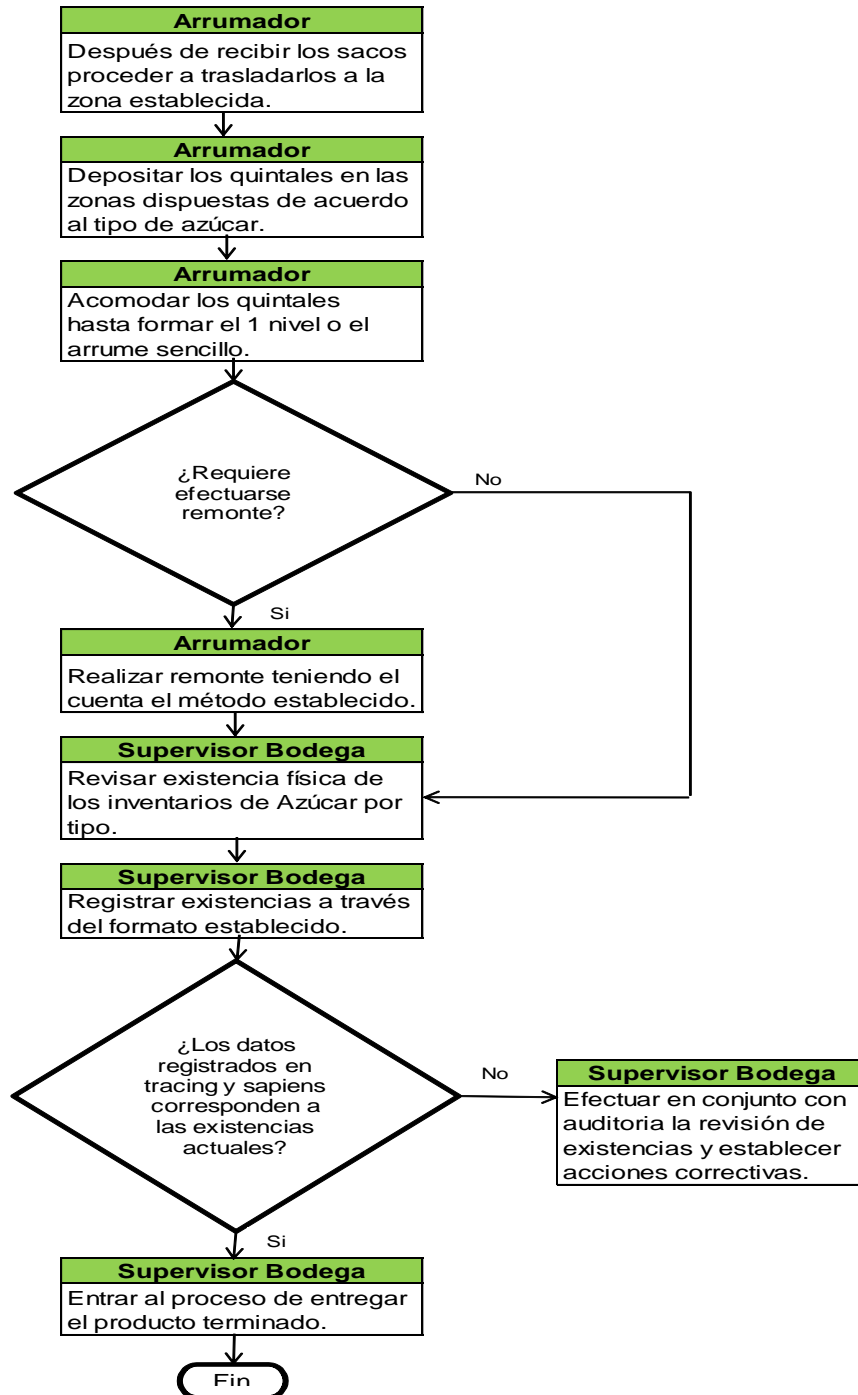 Arrumador
Después de recibir los sacos
proceder a trasladarlos a la
zona establecida.
Arrumador
Depositar los quintales en las
zonas dispuestas de acuerdo
al tipo de azúcar.
Arrumador
Acomodar los quintales
hasta formar el 1 nivel o el
arrume sencillo.
¿Requiere
efectuarse
remonte?
No
Si
Arrumador
Realizar remonte teniendo el
cuenta el método establecido.
Supervisor Bodega
Revisar existencia física de
los inventarios de Azúcar por
tipo.
Supervisor Bodega
Registrar existencias a través
del formato establecido.
¿Los datos
registrados en
tracing y sapiens
corresponden a
las existencias
actuales?
No
Supervisor Bodega
Efectuar en conjunto con
auditoria la revisión de
existencias y establecer
acciones correctivas.
Si
Supervisor Bodega
Entrar al proceso de entregar
el producto terminado.
Fin